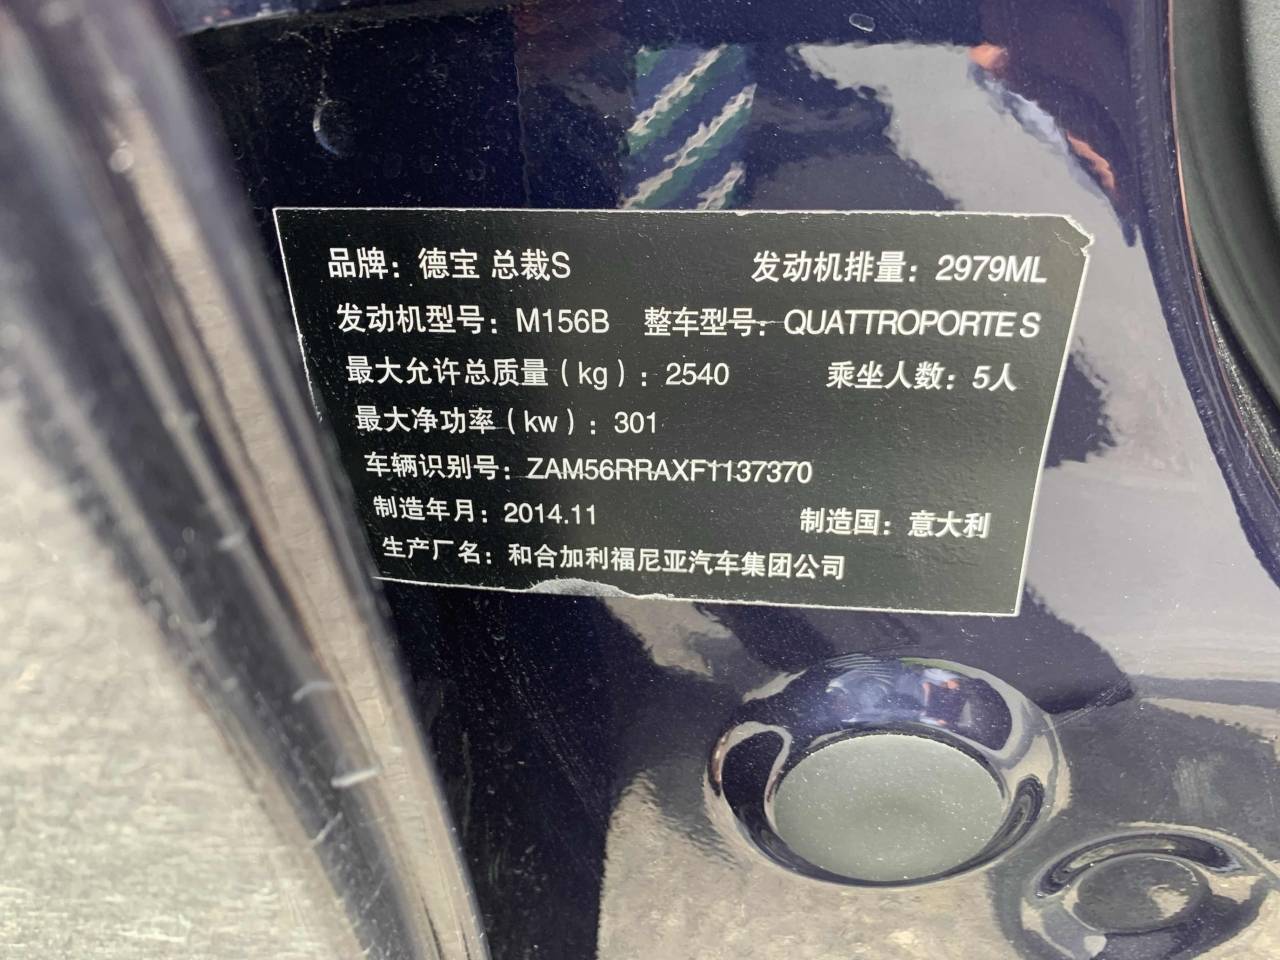 品牌：德宝 总裁S 发动机排量：2979ML
发动机型号：M156B 整车型号：QUATTROPORTE S
最大允许总质量（kg）：2540 乘坐人数：5人
最大净功率（kw）：301
车辆识别号：ZAM56RRAXF1137370
制造年月：2014.11 制造国：意大利
生产厂名：和合加利福尼亚汽车集团公司